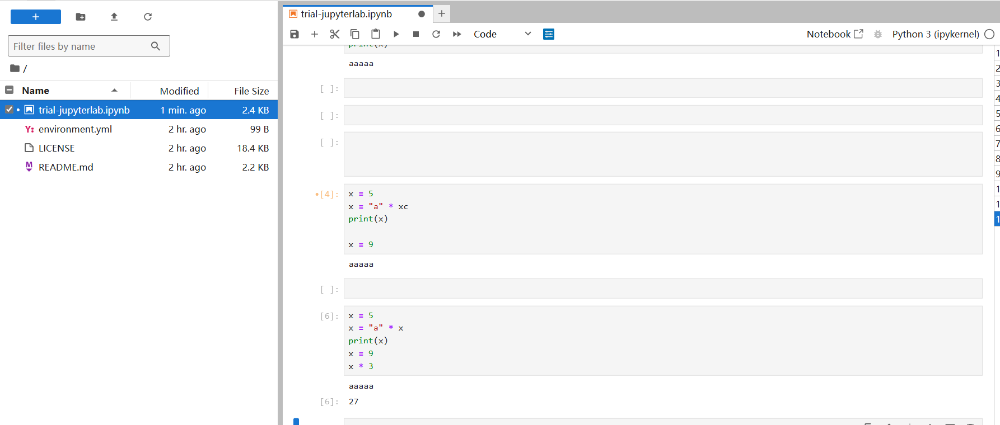 trial-jupyterlab.ipynb
Code
Notebook
Python 3 (ipykernel)
Filter files by name
/
Name Modified File Size
trial-jupyterlab.ipynb 1 min. ago 2.4 KB
Y: environment.yml 2 hr. ago 99 B
LICENSE 2 hr. ago 18.4 KB
M README.md 2 hr. ago 2.2 KB
print(x)
aaaaa
[ ]:
[ ]:
[ ]:
•[4]:
x = 5
x = "a" * xc
print(x)
x = 9
aaaaa
[ ]:
[6]:
x = 5
x = "a" * x
print(x)
x = 9
x * 3
aaaaa
[6]: 27
1
2
3
4
5
6
7
8
9
1
1
1